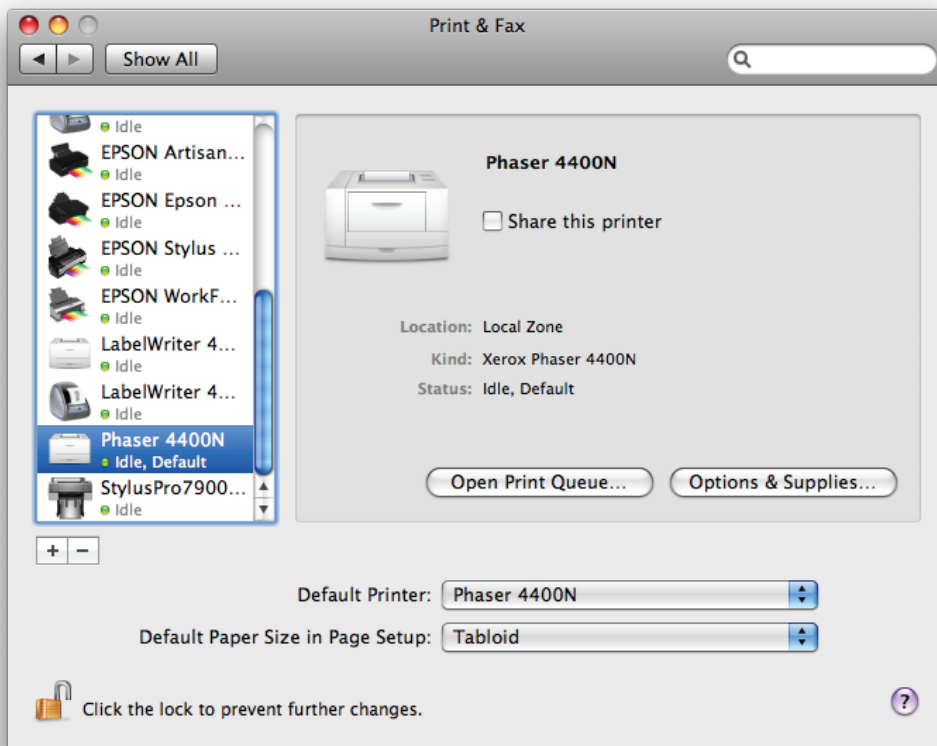 Print & Fax
Show All
Idle
EPSON Artisan...
Idle
EPSON Epson ...
Idle
EPSON Stylus ...
Idle
EPSON WorkF...
Idle
LabelWriter 4...
Idle
LabelWriter 4...
Idle
Phaser 4400N
Idle, Default
StylusPro7900...
Idle
+ −
Phaser 4400N
Share this printer
Location: Local Zone
Kind: Xerox Phaser 4400N
Status: Idle, Default
Open Print Queue... Options & Supplies...
Default Printer: Phaser 4400N
Default Paper Size in Page Setup: Tabloid
Click the lock to prevent further changes.
?